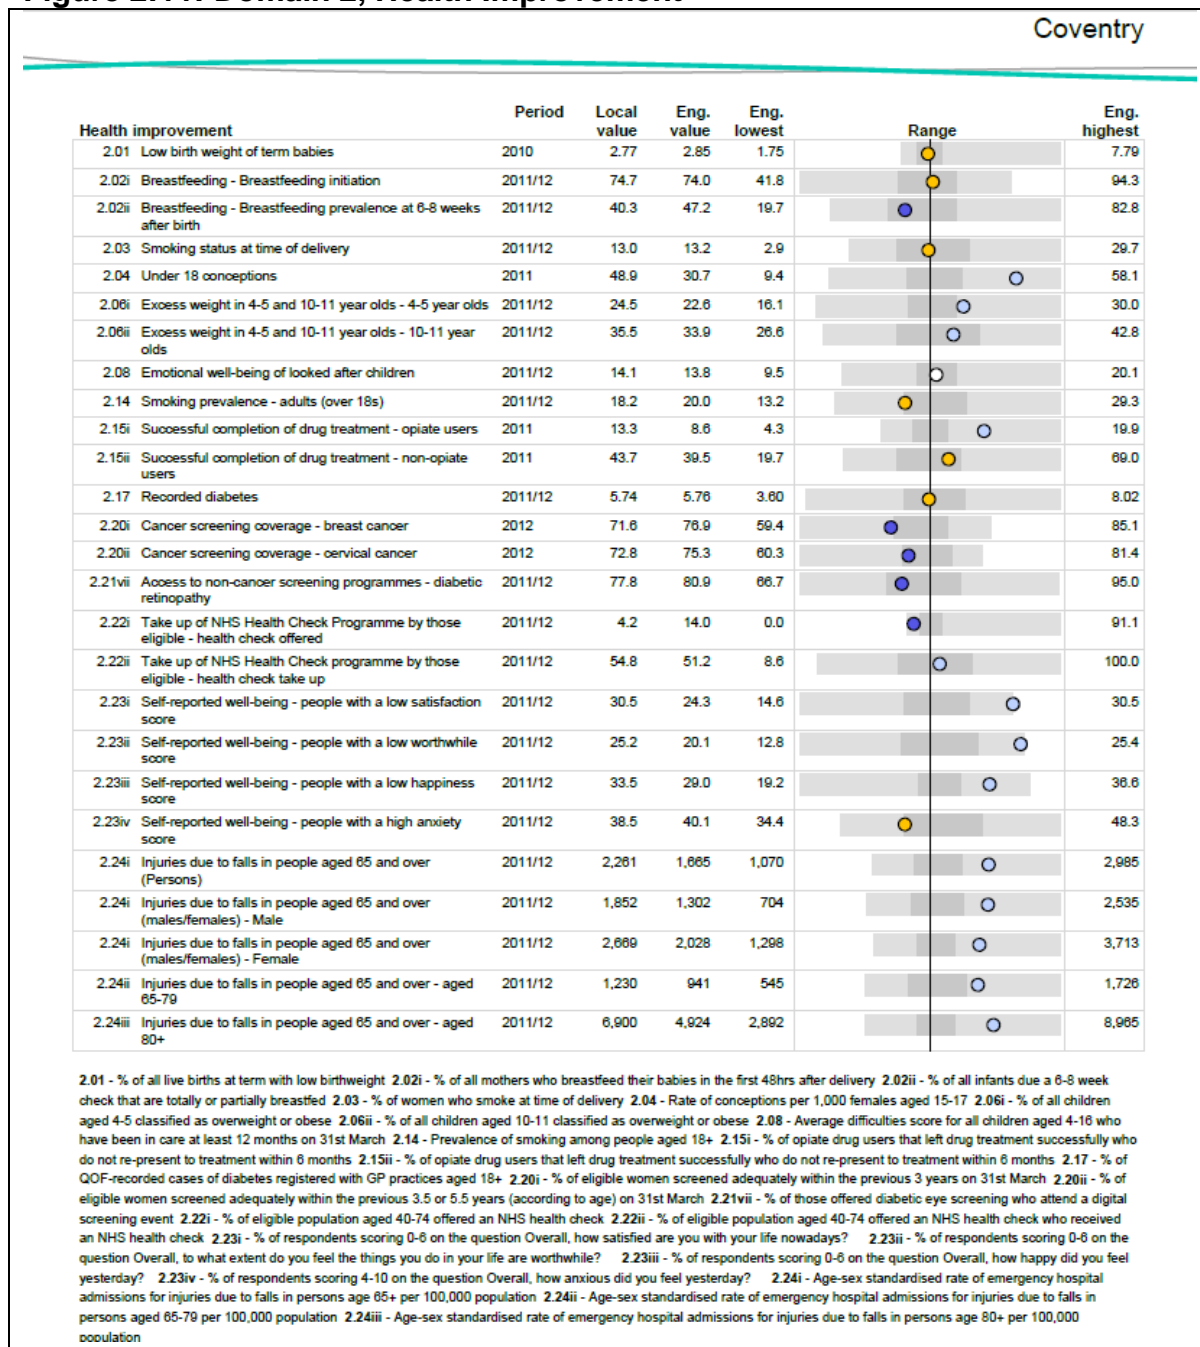 Figure 2.44: Domain 2, Health Improvement
Coventry
Health improvement Period Local value Eng. value Eng. lowest Range Eng. highest
2.01 Low birth weight of term babies 2010 2.77 2.85 1.75 7.79
2.02i Breastfeeding - Breastfeeding initiation 2011/12 74.7 74.0 41.8 94.3
2.02ii Breastfeeding - Breastfeeding prevalence at 6-8 weeks 2011/12 40.3 47.2 19.7 82.8
after birth
2.03 Smoking status at time of delivery 2011/12 13.0 13.2 2.9 29.7
2.04 Under 18 conceptions 2011 48.9 30.7 9.4 58.1
2.06i Excess weight in 4-5 and 10-11 year olds - 4-5 year olds 2011/12 24.5 22.6 16.1 30.0
2.06ii Excess weight in 4-5 and 10-11 year olds - 10-11 year 2011/12 35.5 33.9 26.6 42.8
olds
2.08 Emotional well-being of looked after children 2011/12 14.1 13.8 9.5 20.1
2.14 Smoking prevalence - adults (over 18s) 2011/12 18.2 20.0 13.2 29.3
2.15i Successful completion of drug treatment - opiate users 2011 13.3 8.6 4.3 19.9
2.15ii Successful completion of drug treatment - non-opiate 2011 43.7 39.5 19.7 69.0
users
2.17 Recorded diabetes 2011/12 5.74 5.76 3.60 8.02
2.20i Cancer screening coverage - breast cancer 2012 71.6 76.9 59.4 85.1
2.20ii Cancer screening coverage - cervical cancer 2012 72.8 75.3 60.3 81.4
2.21vii Access to non-cancer screening programmes - diabetic 2011/12 77.8 80.9 66.7 95.0
retinopathy
2.22i Take up of NHS Health Check Programme by those 2011/12 4.2 14.0 0.0 91.1
eligible - health check offered
2.22ii Take up of NHS Health Check programme by those 2011/12 54.8 51.2 8.6 100.0
eligible - health check take up
2.23i Self-reported well-being - people with a low satisfaction 2011/12 30.5 24.3 14.6 30.5
score
2.23ii Self-reported well-being - people with a low worthwhile 2011/12 25.2 20.1 12.8 25.4
score
2.23iii Self-reported well-being - people with a low happiness 2011/12 33.5 29.0 19.2 36.6
score
2.23iv Self-reported well-being - people with a high anxiety 2011/12 38.5 40.1 34.4 48.3
score
2.24i Injuries due to falls in people aged 65 and over 2011/12 2,261 1,665 1,070 2,985
(Persons)
2.24i Injuries due to falls in people aged 65 and over 2011/12 1,852 1,302 704 2,535
(males/females) - Male
2.24i Injuries due to falls in people aged 65 and over 2011/12 2,669 2,028 1,298 3,713
(males/females) - Female
2.24ii Injuries due to falls in people aged 65 and over - aged 2011/12 1,230 941 545 1,726
65-79
2.24iii Injuries due to falls in people aged 65 and over - aged 2011/12 6,900 4,924 2,892 8,965
80+
2.01 - % of all live births at term with low birthweight 2.02i - % of all mothers who breastfeed their babies in the first 48hrs after delivery 2.02ii - % of all infants due a 6-8 week
check that are totally or partially breastfed 2.03 - % of women who smoke at time of delivery 2.04 - Rate of conceptions per 1,000 females aged 15-17 2.06i - % of all children
aged 4-5 classified as overweight or obese 2.06ii - % of all children aged 10-11 classified as overweight or obese 2.08 - Average difficulties score for all children aged 4-16 who
have been in care at least 12 months on 31st March 2.14 - Prevalence of smoking among people aged 18+ 2.15i - % of opiate drug users that left drug treatment successfully who
do not re-present to treatment within 6 months 2.15ii - % of opiate drug users that left drug treatment successfully who do not re-present to treatment within 6 months 2.17 - % of
QOF-recorded cases of diabetes registered with GP practices aged 18+ 2.20i - % of eligible women screened adequately within the previous 3 years on 31st March 2.20ii - % of
eligible women screened adequately within the previous 3.5 or 5.5 years (according to age) on 31st March 2.21vii - % of those offered diabetic eye screening who attend a digital
screening event 2.22i - % of eligible population aged 40-74 offered an NHS health check 2.22ii - % of eligible population aged 40-74 offered an NHS health check who received
an NHS health check 2.23i - % of respondents scoring 0-6 on the question Overall, how satisfied are you with your life nowadays? 2.23ii - % of respondents scoring 0-6 on the
question Overall, to what extent do you feel the things you do in your life are worthwhile? 2.23iii - % of respondents scoring 0-6 on the question Overall, how happy did you feel
yesterday? 2.23iv - % of respondents scoring 4-10 on the question Overall, how anxious did you feel yesterday? 2.24i - Age-sex standardised rate of emergency hospital
admissions for injuries due to falls in persons age 65+ per 100,000 population 2.24ii - Age-sex standardised rate of emergency hospital admissions for injuries due to falls in
persons aged 65-79 per 100,000 population 2.24iii - Age-sex standardised rate of emergency hospital admissions for injuries due to falls in persons age 80+ per 100,000
population